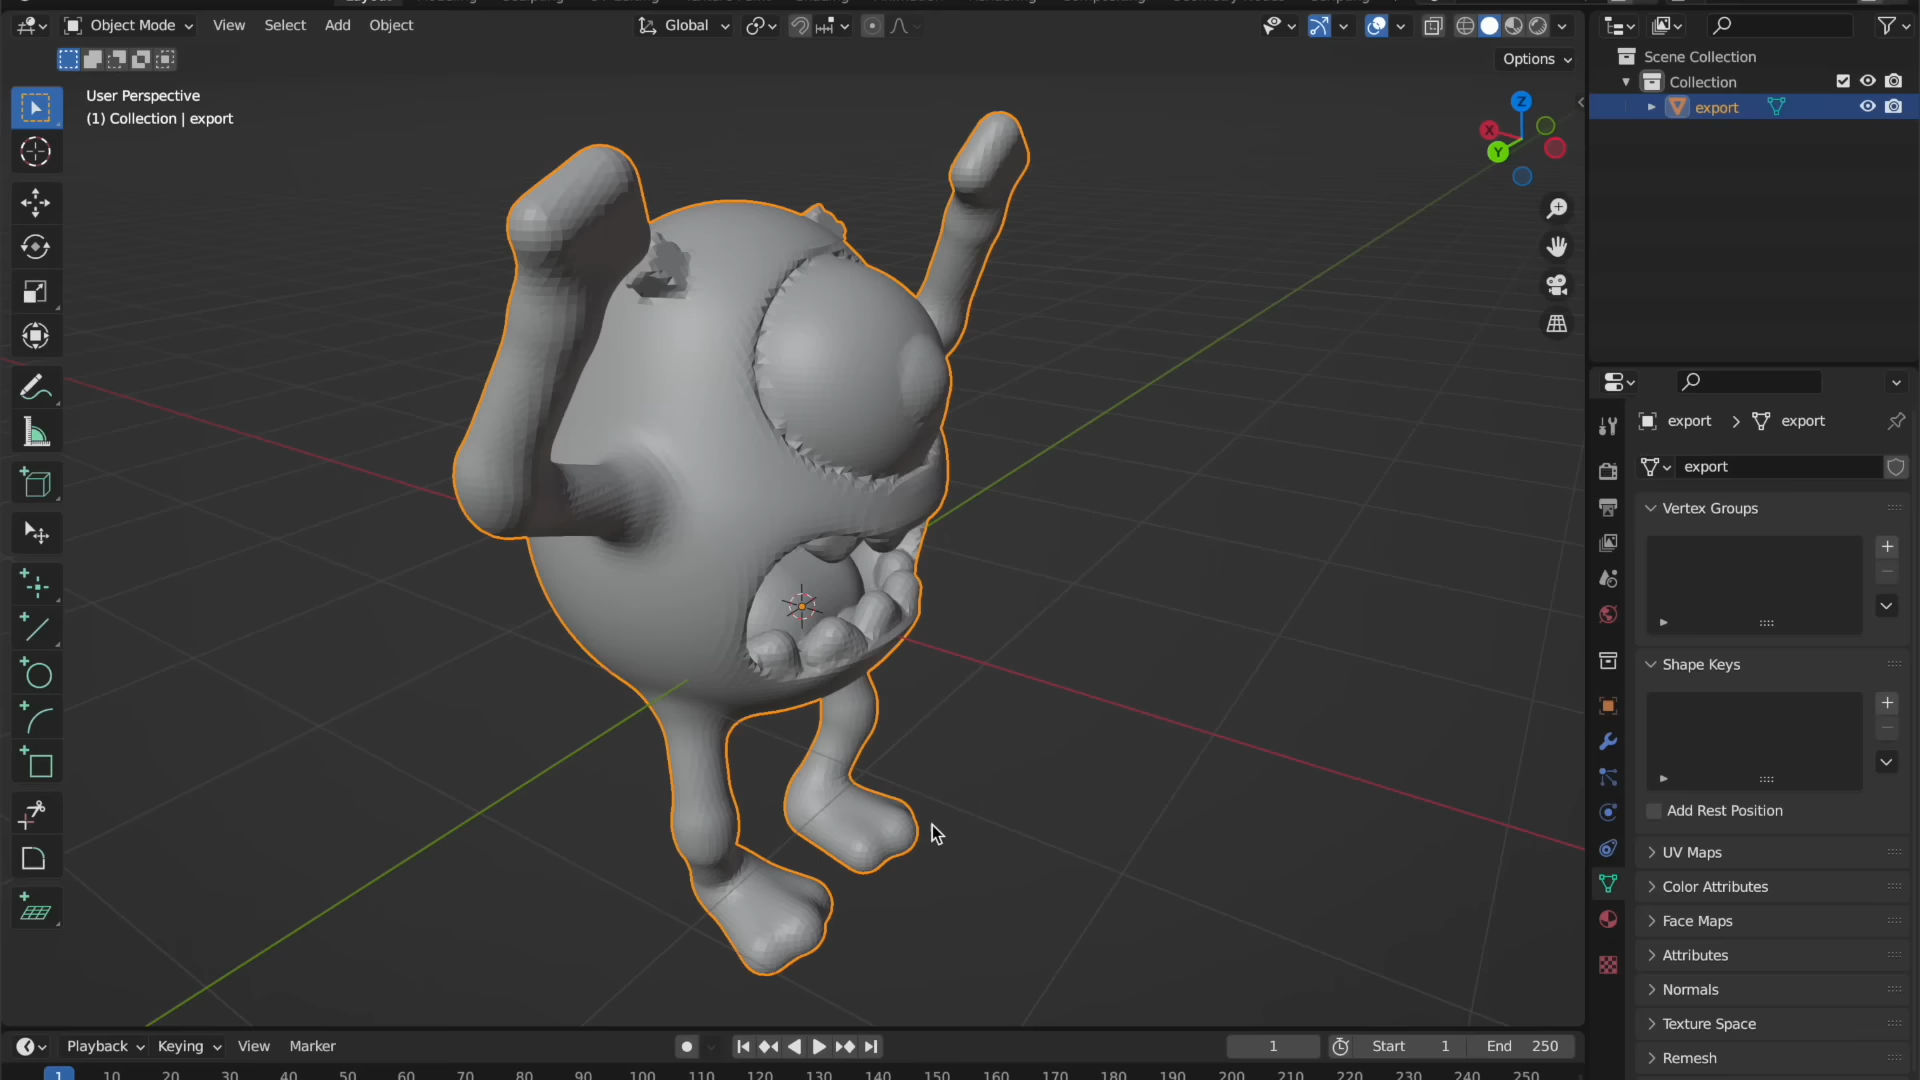 Object Mode View Select Add Object Global
Options
User Perspective
(1) Collection | export
Z
X
Y
Scene Collection
Collection
export
export export
export
Vertex Groups
Shape Keys
Add Rest Position
UV Maps
Color Attributes
Face Maps
Attributes
Normals
Texture Space
Remesh
Playback Keying View Marker 1 Start 1 End 250
1 10 20 30 40 50 60 70 80 90 100 110 120 130 140 150 160 170 180 190 200 210 220 230 240 250